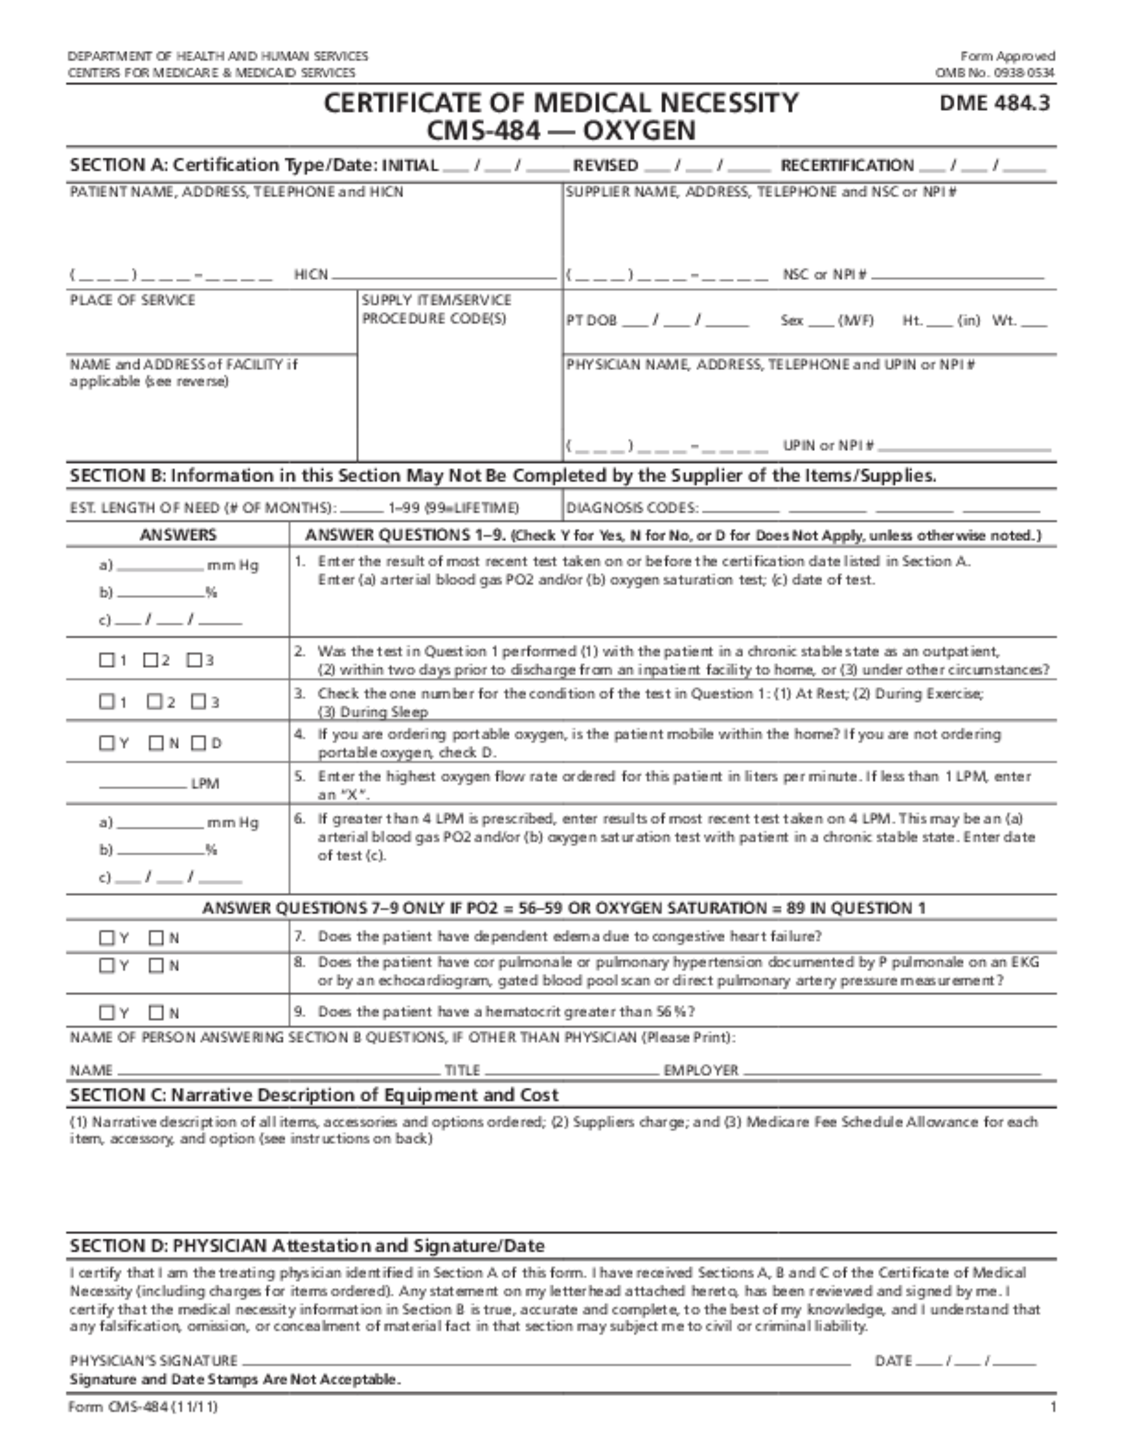 DEPARTMENT OF HEALTH AND HUMAN SERVICES
CENTERS FOR MEDICARE & MEDICAID SERVICES
Form Approved
OMB No. 0938-0534
CERTIFICATE OF MEDICAL NECESSITY
CMS-484 — OXYGEN
DME 484.3
SECTION A: Certification Type/Date: INITIAL ___ / ___ / _____ REVISED ___ / ___ / _____ RECERTIFICATION ___ / ___ / _____
PATIENT NAME, ADDRESS, TELEPHONE and HICN
(_ _ _) _ _ _ – _ _ _ _ HICN ____________________
SUPPLIER NAME, ADDRESS, TELEPHONE and NSC or NPI #
(_ _ _) _ _ _ – _ _ _ _ NSC or NPI # ____________________
PLACE OF SERVICE
SUPPLY ITEM/SERVICE
PROCEDURE CODE(S)
PT DOB ___ / ___ / _____ Sex ___ (M/F) Ht. ___ (in) Wt. ___
NAME and ADDRESS of FACILITY if
applicable (see reverse)
PHYSICIAN NAME, ADDRESS, TELEPHONE and UPIN or NPI #
(_ _ _) _ _ _ – _ _ _ _ UPIN or NPI # ____________________
SECTION B: Information in this Section May Not Be Completed by the Supplier of the Items/Supplies.
EST. LENGTH OF NEED (# OF MONTHS): _____ 1–99 (99=LIFETIME)
DIAGNOSIS CODES: _________ _________ _________ _________
ANSWERS
ANSWER QUESTIONS 1–9. (Check Y for Yes, N for No, or D for Does Not Apply, unless otherwise noted.)
a) __________ mm Hg
b) __________%
c) ___ / ___ / _____
1. Enter the result of most recent test taken on or before the certification date listed in Section A.
Enter (a) arterial blood gas PO2 and/or (b) oxygen saturation test; (c) date of test.
☐ 1 ☐ 2 ☐ 3
2. Was the test in Question 1 performed (1) with the patient in a chronic stable state as an outpatient,
(2) within two days prior to discharge from an inpatient facility to home, or (3) under other circumstances?
☐ 1 ☐ 2 ☐ 3
3. Check the one number for the condition of the test in Question 1: (1) At Rest; (2) During Exercise;
(3) During Sleep
☐ Y ☐ N ☐ D
4. If you are ordering portable oxygen, is the patient mobile within the home? If you are not ordering
portable oxygen, check D.
__________ LPM
5. Enter the highest oxygen flow rate ordered for this patient in liters per minute. If less than 1 LPM, enter
an “X”.
a) __________ mm Hg
b) __________%
c) ___ / ___ / _____
6. If greater than 4 LPM is prescribed, enter results of most recent test taken on 4 LPM. This may be an (a)
arterial blood gas PO2 and/or (b) oxygen saturation test with patient in a chronic stable state. Enter date
of test (c).
ANSWER QUESTIONS 7–9 ONLY IF PO2 = 56–59 OR OXYGEN SATURATION = 89 IN QUESTION 1
☐ Y ☐ N
7. Does the patient have dependent edema due to congestive heart failure?
☐ Y ☐ N
8. Does the patient have cor pulmonale or pulmonary hypertension documented by P pulmonale on an EKG
or by an echocardiogram, gated blood pool scan or direct pulmonary artery pressure measurement?
☐ Y ☐ N
9. Does the patient have a hematocrit greater than 56%?
NAME OF PERSON ANSWERING SECTION B QUESTIONS, IF OTHER THAN PHYSICIAN (Please Print):
NAME ____________________ TITLE ____________________ EMPLOYER ____________________
SECTION C: Narrative Description of Equipment and Cost
(1) Narrative description of all items, accessories and options ordered; (2) Suppliers charge; and (3) Medicare Fee Schedule Allowance for each
item, accessory, and option (see instructions on back)
SECTION D: PHYSICIAN Attestation and Signature/Date
I certify that I am the treating physician identified in Section A of this form. I have received Sections A, B and C of the Certificate of Medical
Necessity (including charges for items ordered). Any statement on my letterhead attached hereto, has been reviewed and signed by me. I
certify that the medical necessity information in Section B is true, accurate and complete, to the best of my knowledge, and I understand that
any falsification, omission, or concealment of material fact in that section may subject me to civil or criminal liability.
PHYSICIAN’S SIGNATURE ____________________ DATE ___ / ___ / _____
Signature and Date Stamps Are Not Acceptable.
Form CMS-484 (11/11)
1